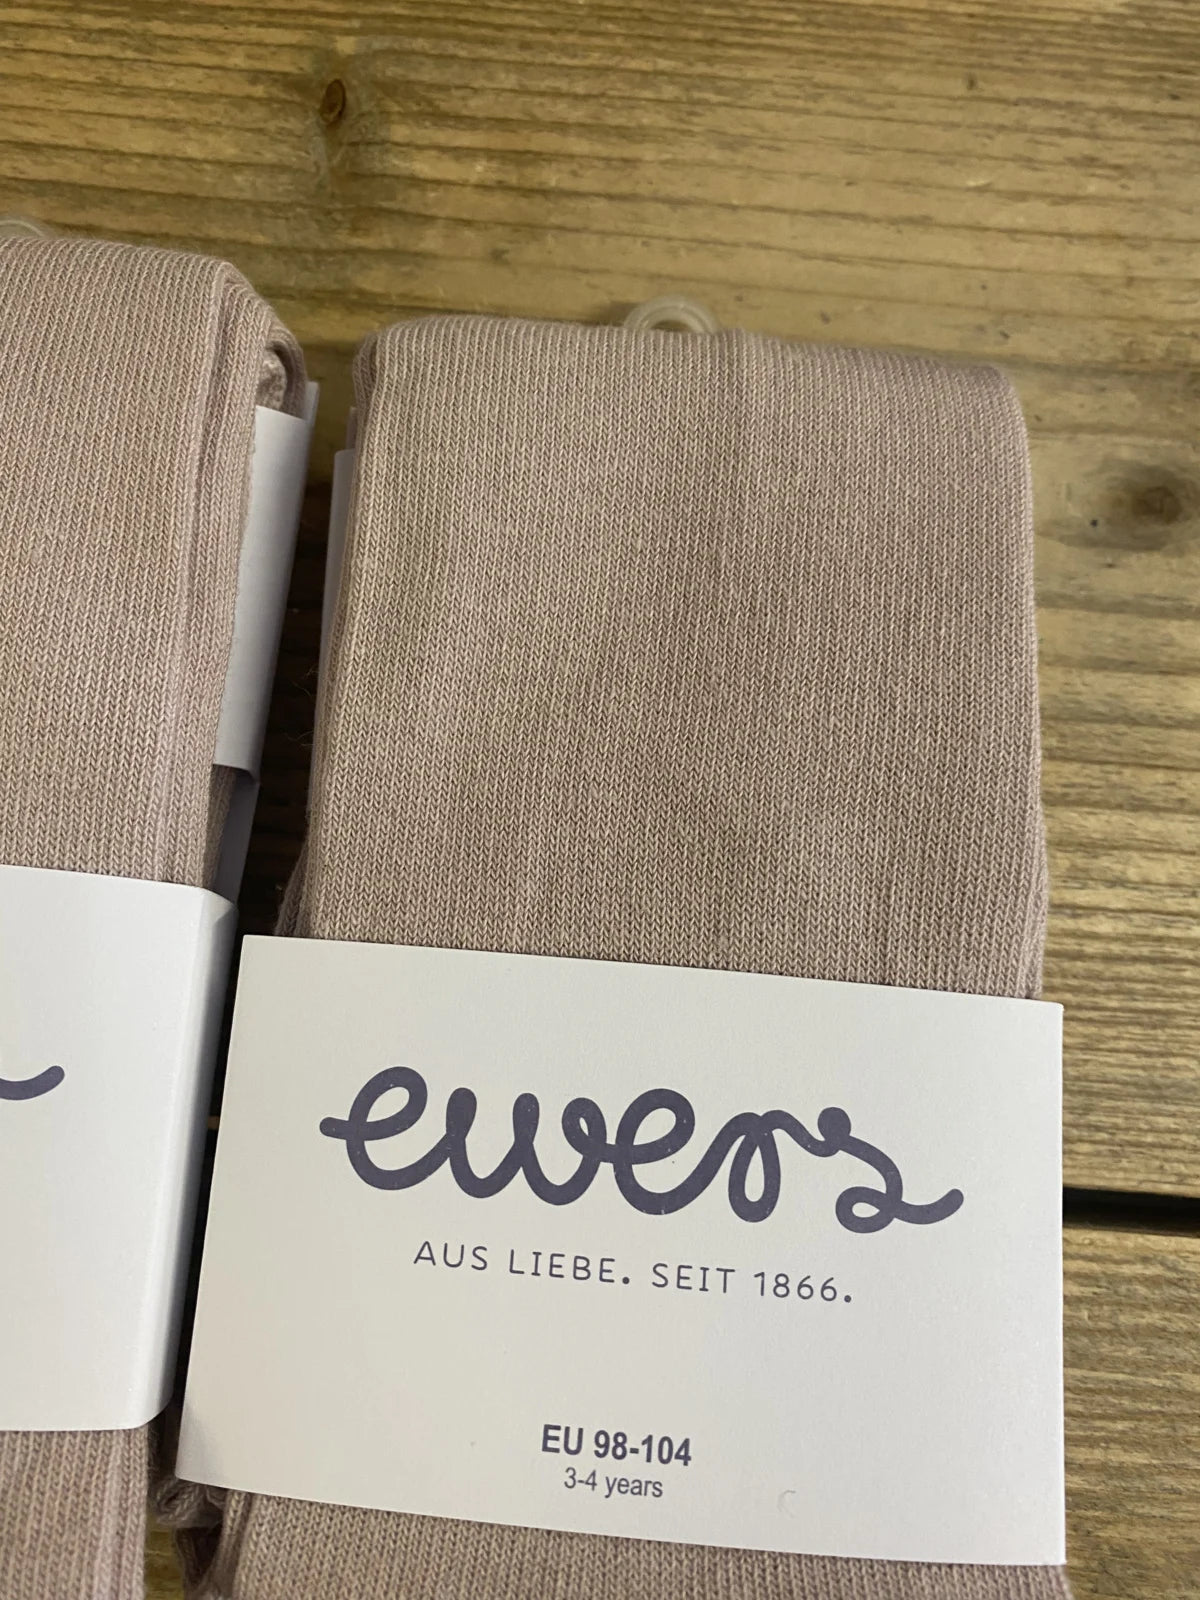 ewers
AUS LIEBE. SEIT 1866.
EU 98-104
3-4 years